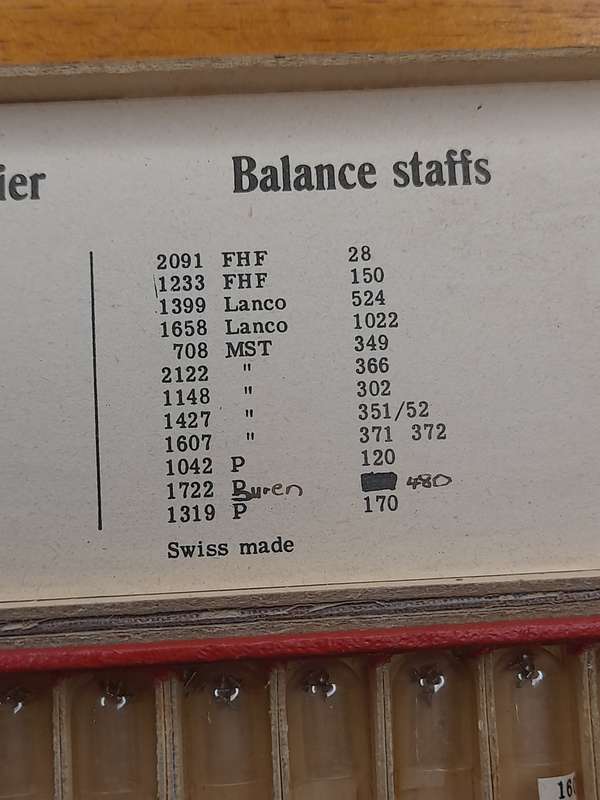 ier
Balance staffs
2091 FHF 28
1233 FHF 150
1399 Lanco 524
1658 Lanco 1022
708 MST 349
2122 " 366
1148 " 302
1427 " 351/52
1607 " 371 372
1042 P 120
1722 Buren 480
1319 P 170
Swiss made
16